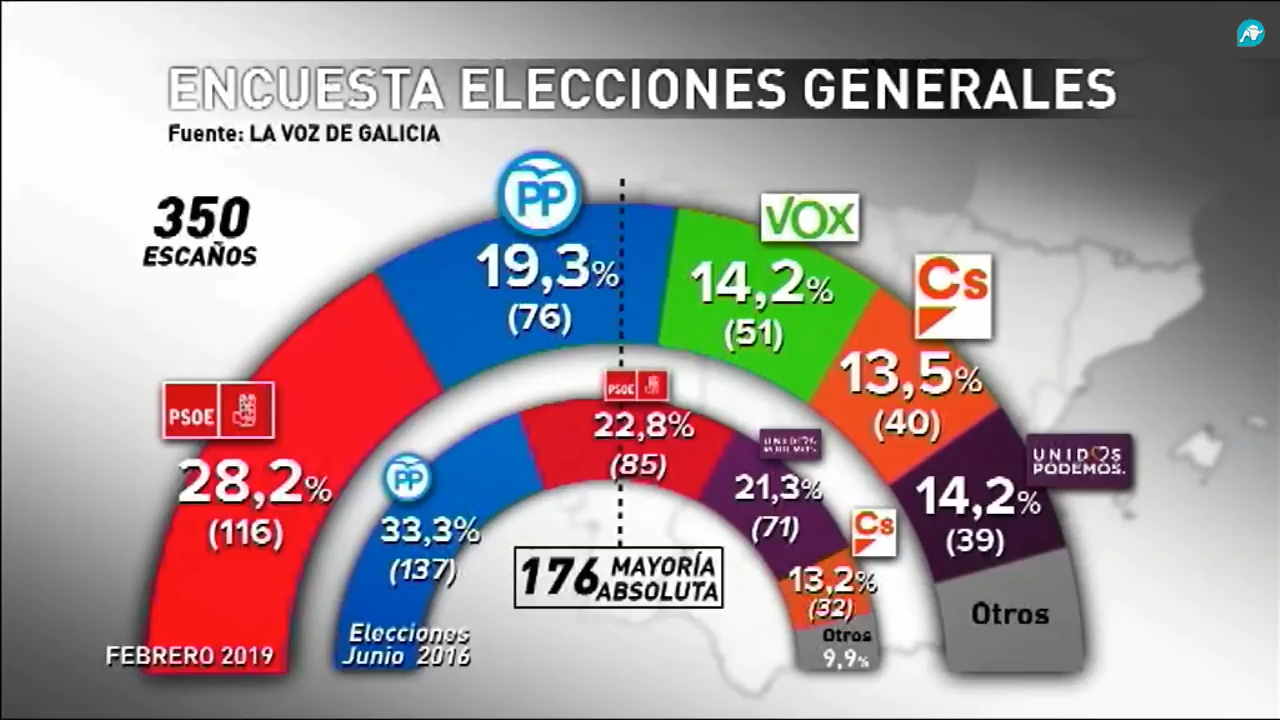 ENCUESTA ELECCIONES GENERALES
Fuente: LA VOZ DE GALICIA
350
ESCAÑOS
PP
19,3%
(76)
VOX
14,2%
(51)
Cs
13,5%
(40)
PSOE
28,2%
(116)
UNIDOS
PODEMOS.
14,2%
(39)
Otros
FEBRERO 2019
PP
33,3%
(137)
PSOE
22,8%
(85)
UNIDOS
PODEMOS.
21,3%
(71)
Cs
13,2%
(32)
Otros
9,9%
Elecciones
Junio 2016
176 MAYORÍA
ABSOLUTA